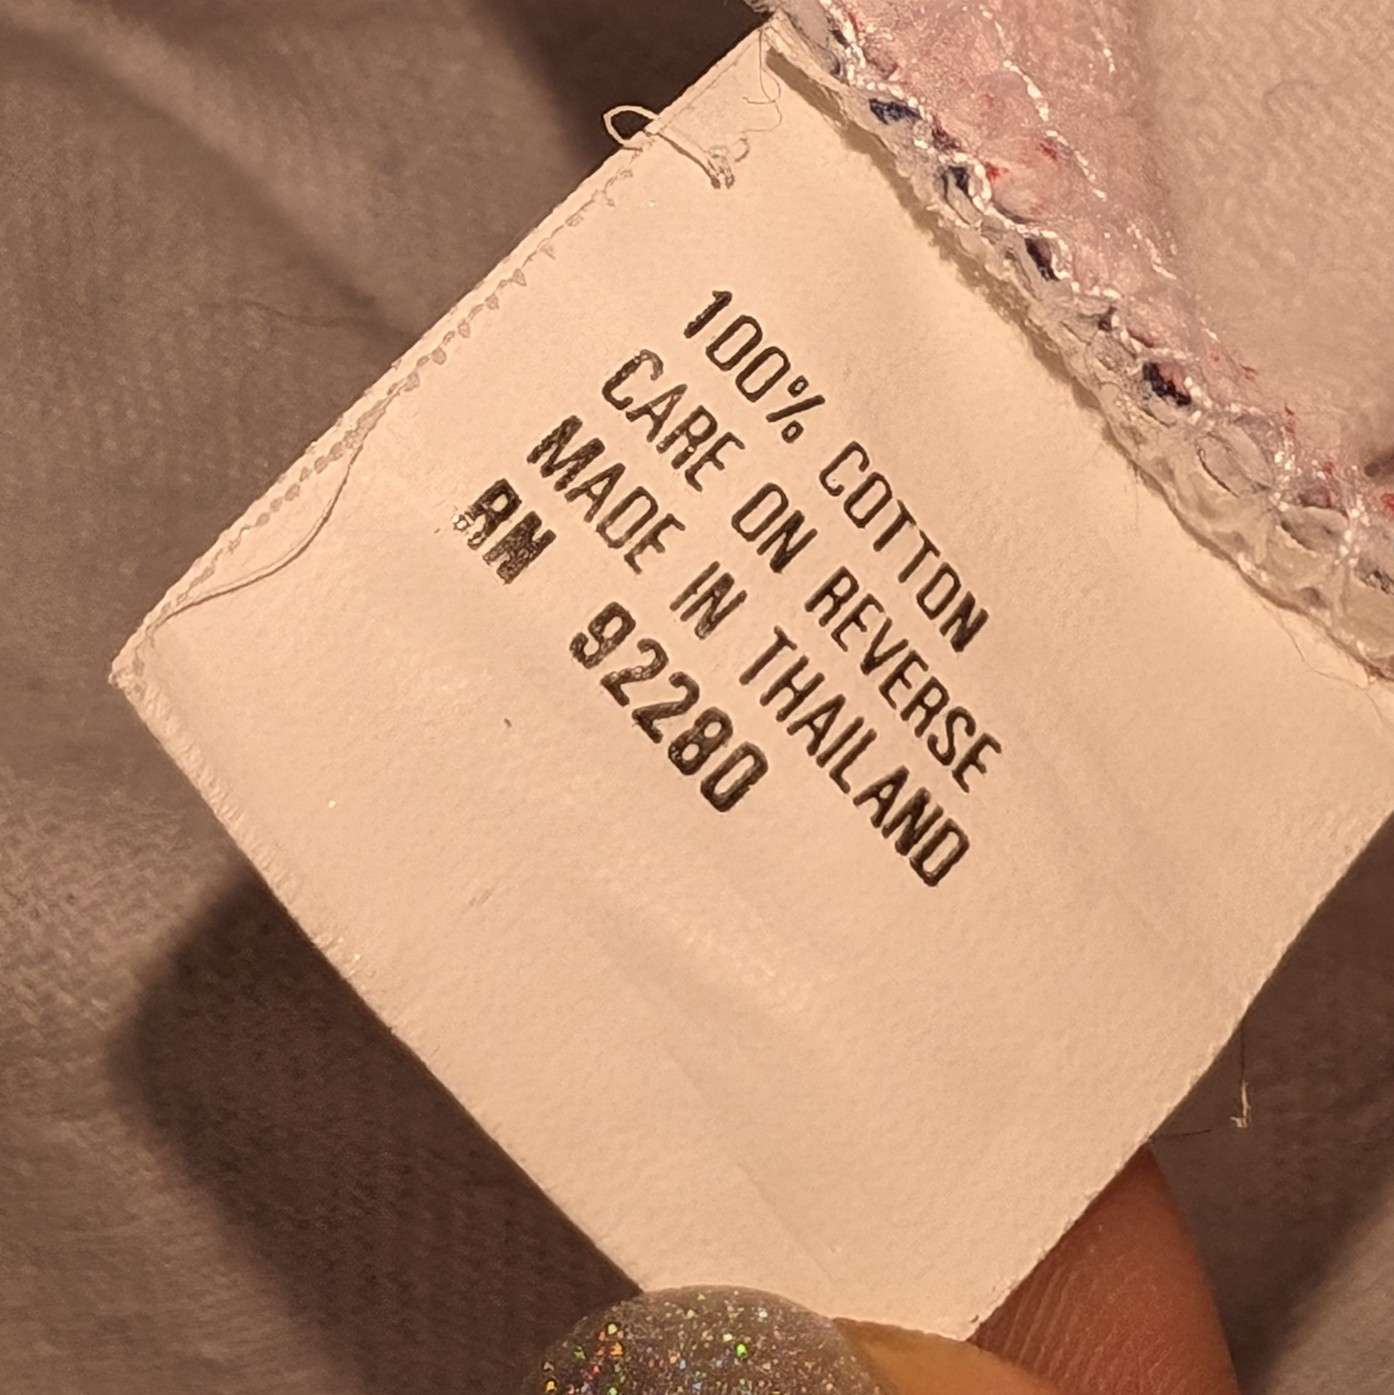 100% COTTON
CARE ON REVERSE
MADE IN THAILAND
RN 92280